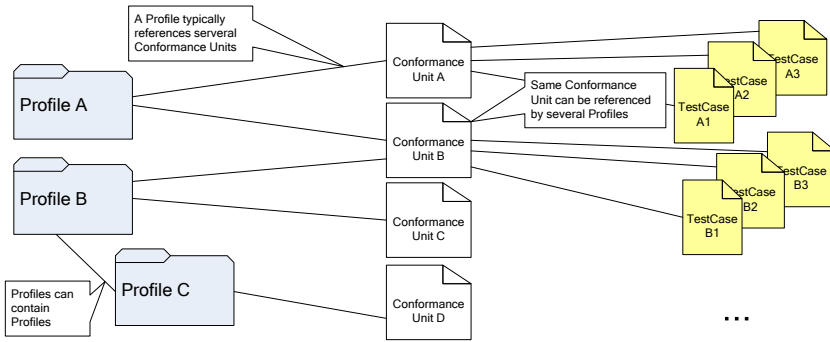 A Profile typically
references serveral
Conformance Units
Profile A
Profile B
Profile C
Profiles can
contain
Profiles
Conformance
Unit A
Conformance
Unit B
Conformance
Unit C
Conformance
Unit D
Same Conformance
Unit can be referenced
by several Profiles
TestCase
A3
TestCase
A2
TestCase
A1
TestCase
B3
TestCase
B2
TestCase
B1
...